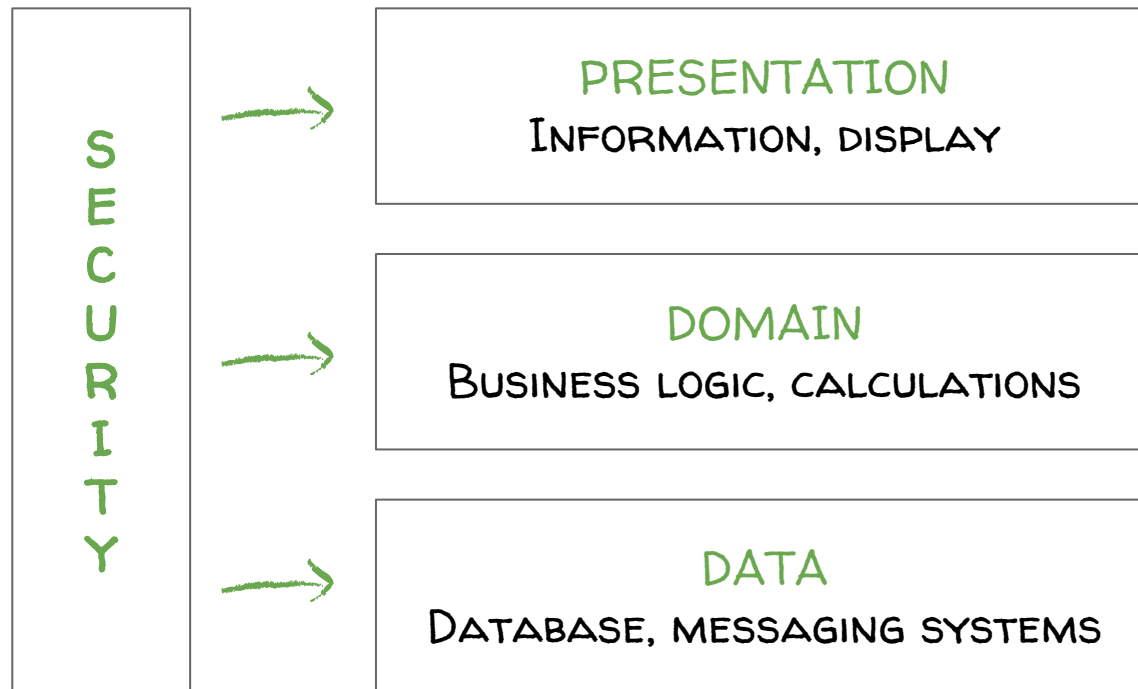 SECURITY
PRESENTATION
INFORMATION, DISPLAY
DOMAIN
BUSINESS LOGIC, CALCULATIONS
DATA
DATABASE, MESSAGING SYSTEMS